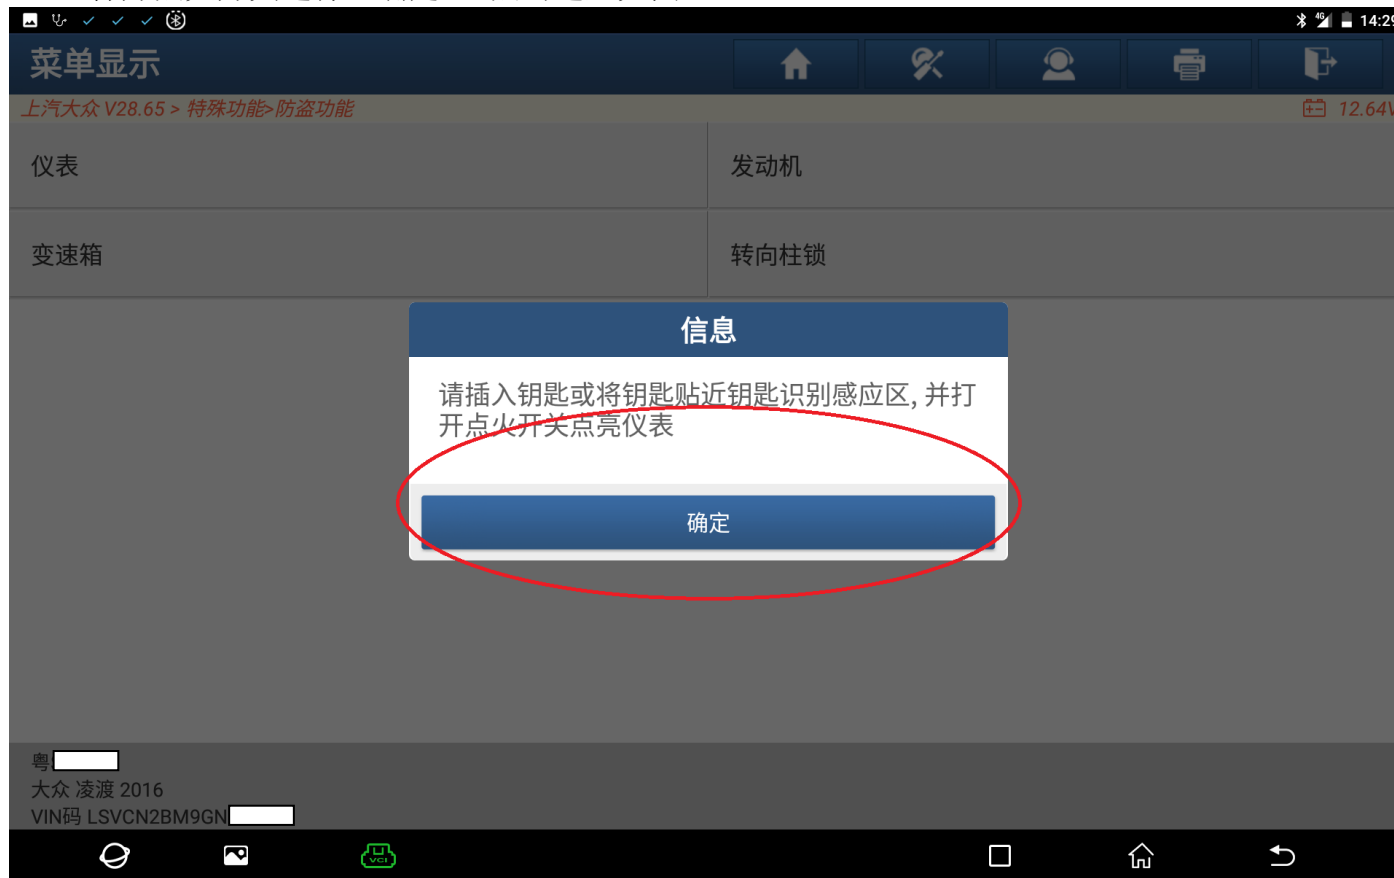 14:29
菜单显示
上汽大众 V28.65 > 特殊功能>防盗功能
12.64V
仪表
发动机
变速箱
转向柱锁
信息
请插入钥匙或将钥匙贴近钥匙识别感应区, 并打
开点火开关点亮仪表
确定
粤
大众 凌渡 2016
VIN码 LSVCN2BM9GN
VCI